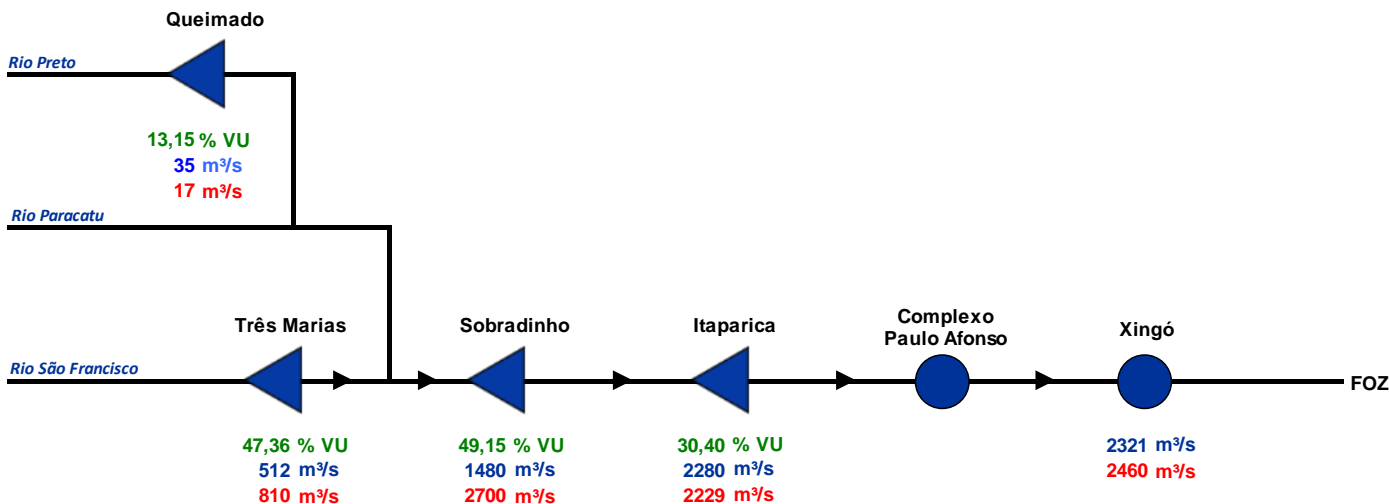 Queimado
Rio Preto
13,15 % VU
35 m³/s
17 m³/s
Rio Paracatu
Três Marias
Sobradinho
Itaparica
Complexo
Paulo Afonso
Xingó
Rio São Francisco
FOZ
47,36 % VU
512 m³/s
810 m³/s
49,15 % VU
1480 m³/s
2700 m³/s
30,40 % VU
2280 m³/s
2229 m³/s
2321 m³/s
2460 m³/s